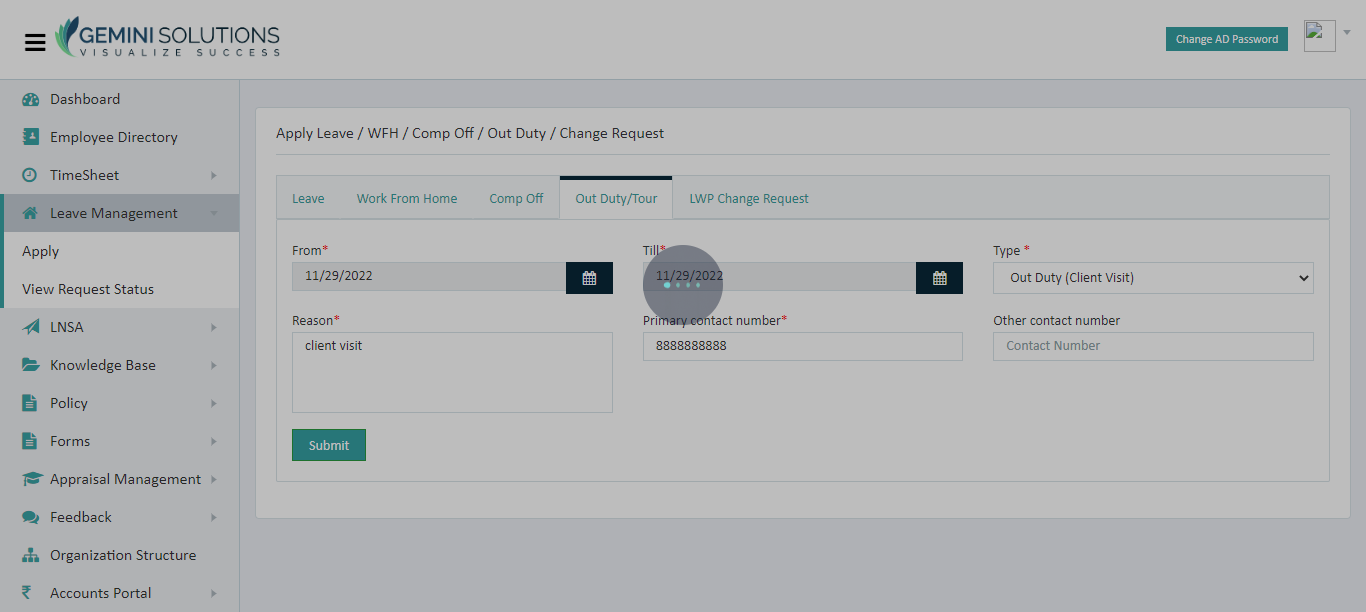 GEMINI SOLUTIONS
VISUALIZE SUCCESS
Change AD Password
Dashboard
Employee Directory
TimeSheet
Leave Management
Apply
View Request Status
LNSA
Knowledge Base
Policy
Forms
Appraisal Management
Feedback
Organization Structure
Accounts Portal
Apply Leave / WFH / Comp Off / Out Duty / Change Request
Leave
Work From Home
Comp Off
Out Duty/Tour
LWP Change Request
From*
Till*
Type *
11/29/2022
11/29/2022
Out Duty (Client Visit)
Reason*
Primary contact number*
Other contact number
client visit
8888888888
Contact Number
Submit